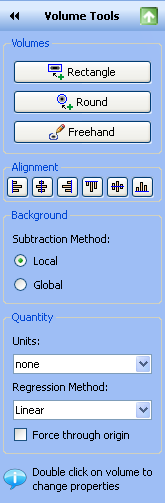 Volume Tools
Volumes
Rectangle
Round
Freehand
Alignment
Background
Subtraction Method:
Local
Global
Quantity
Units:
none
Regression Method:
Linear
Force through origin
Double click on volume to
change properties